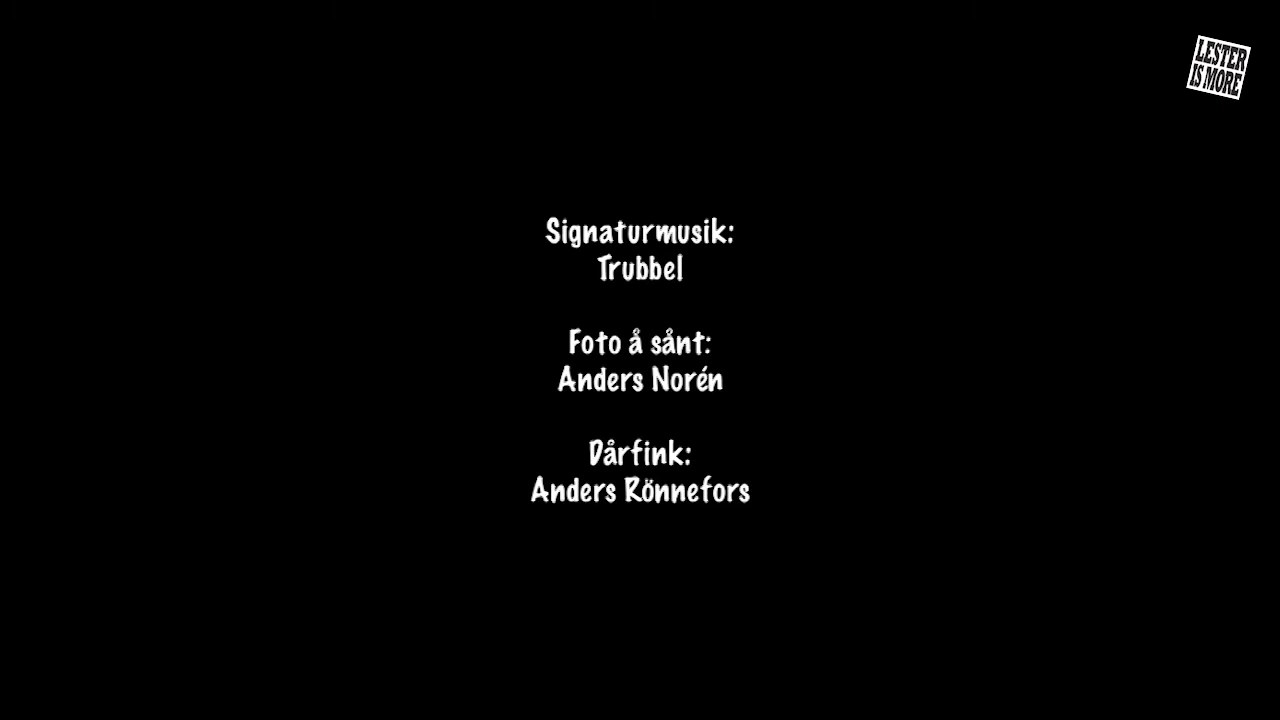 LESTER
IS MORE
Signaturmusik:
Trubbel
Foto å sånt:
Anders Norén
Dårfink:
Anders Rönnefors